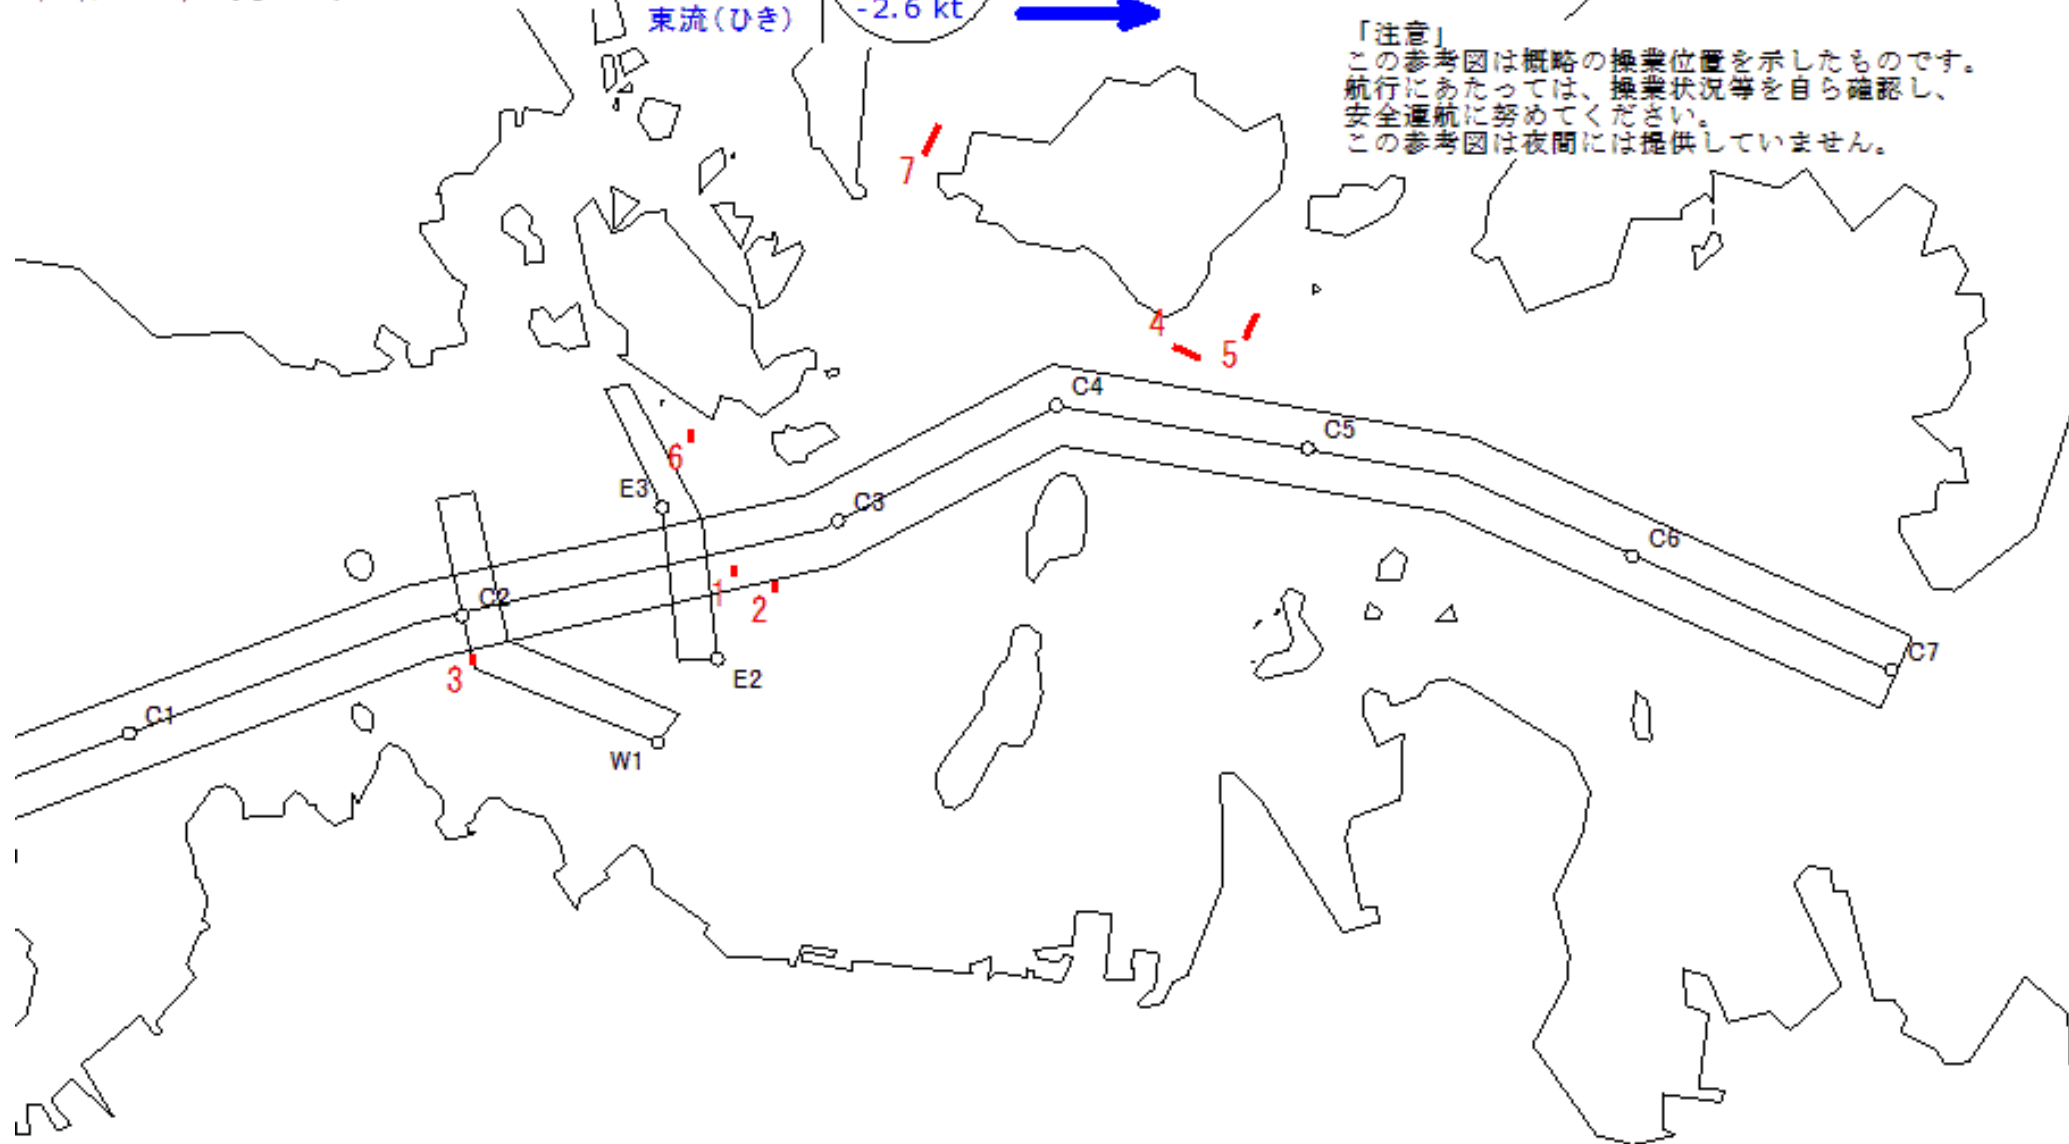 -2.6 kt
東流(ひき)
「注意」
この参考図は概略の操業位置を示したものです。
航行にあたっては、操業状況等を自ら確認し、
安全運航に努めてください。
この参考図は夜間には提供していません。
7
4
5
C4
C5
6
E3
C3
C6
1
2
C2
3
E2
C7
C1
W1